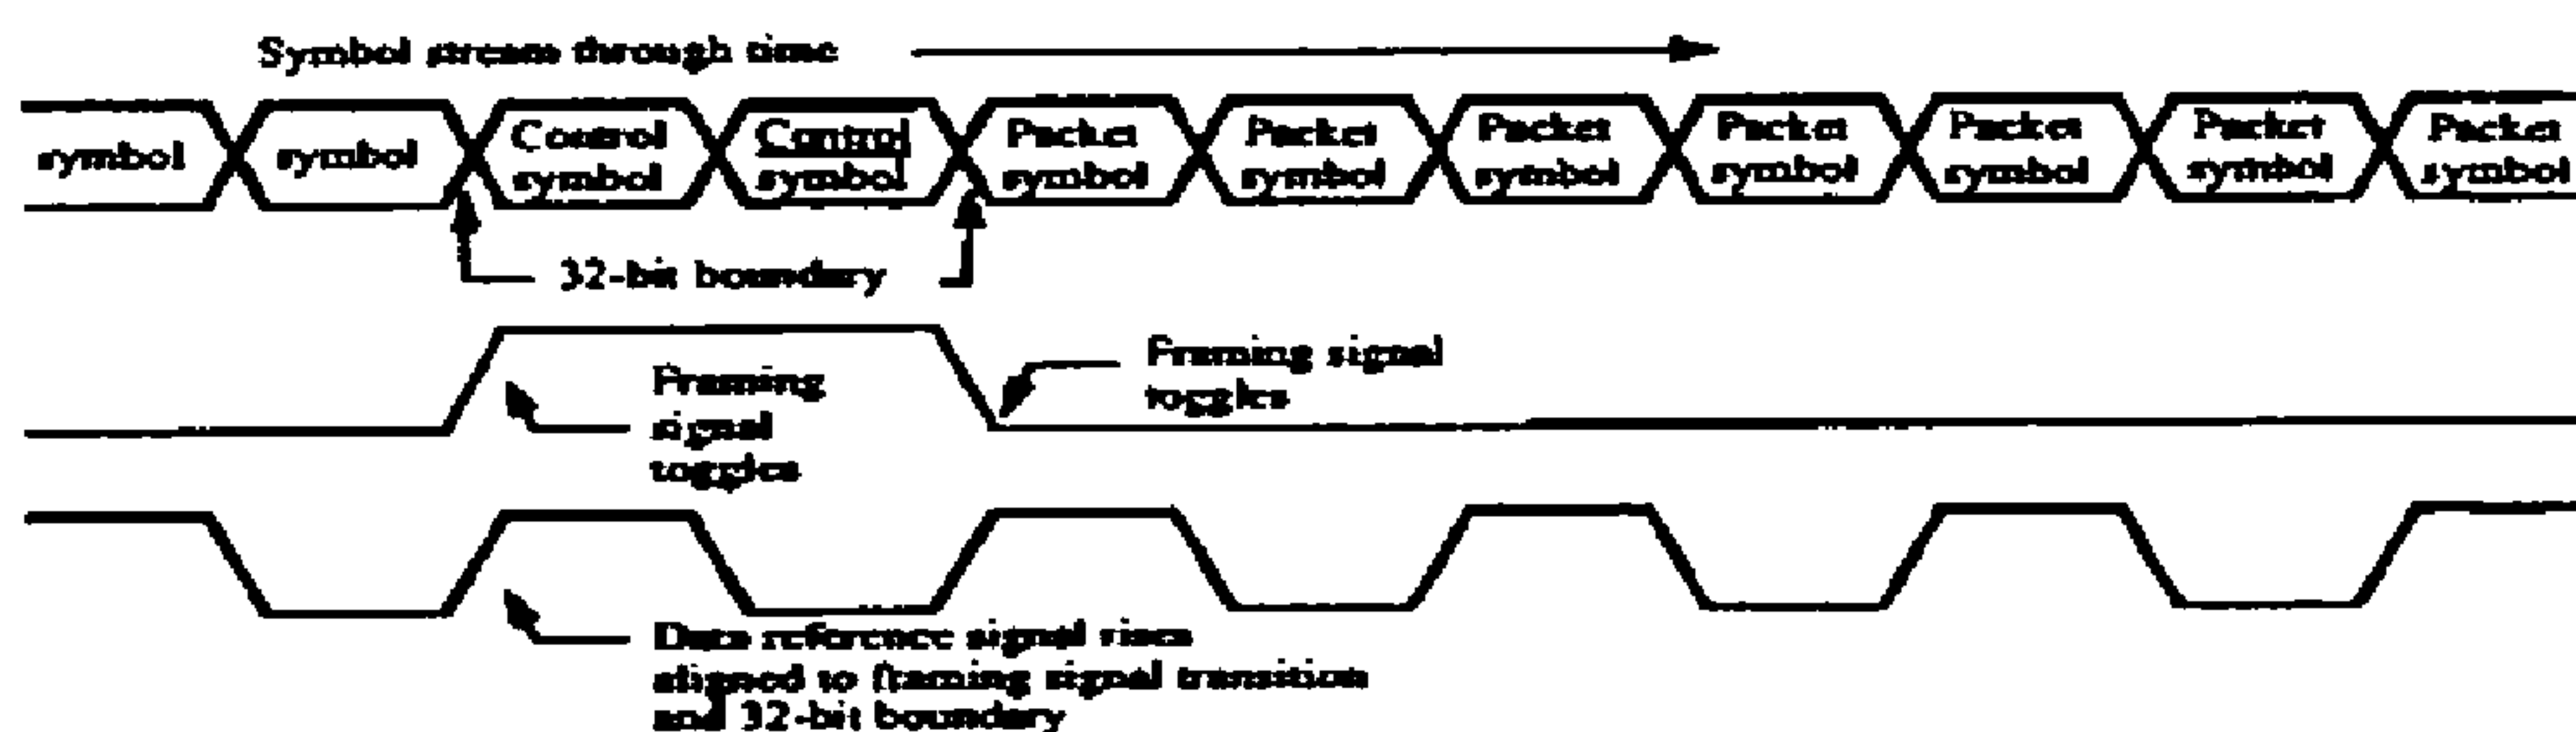 Symbol stream through time
symbol symbol Control Control Packet Packet Packet Packet Packet Packet Packet
symbol symbol symbol symbol symbol symbol symbol symbol symbol
32-bit boundary
Framing signal
toggles
Framing
signal
toggles
Data reference signal rises
aligned to framing signal transition
and 32-bit boundary